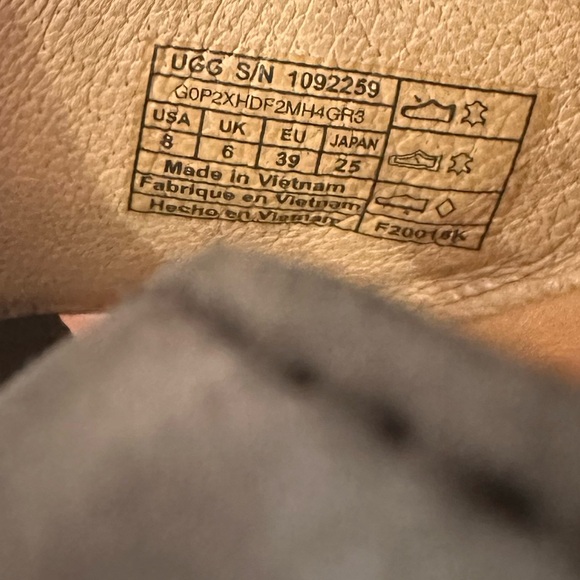 UGG S/N 1092259
G0P2XHDF2MH4GR3
USA UK EU JAPAN
8 6 39 25
Made in Vietnam
Fabrique en Vietnam
Hecho en Vietnam